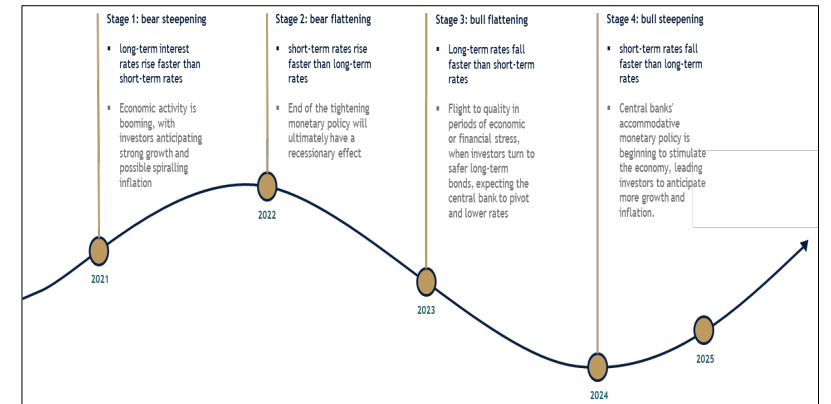 Stage 1: bear steepening
▪ long-term interest
rates rise faster than
short-term rates
▪ Economic activity is
booming, with
investors anticipating
strong growth and
possible spiralling
inflation
Stage 2: bear flattening
▪ short-term rates rise
faster than long-term
rates
▪ End of the tightening
monetary policy will
ultimately have a
recessionary effect
Stage 3: bull flattening
▪ Long-term rates fall
faster than short-term
rates
▪ Flight to quality in
periods of economic
or financial stress,
when investors turn to
safer long-term
bonds, expecting the
central bank to pivot
and lower rates
Stage 4: bull steepening
▪ short-term rates fall
faster than long-term
rates
▪ Central banks'
accommodative
monetary policy is
beginning to stimulate
the economy, leading
investors to anticipate
more growth and
inflation.
2021
2022
2023
2024
2025